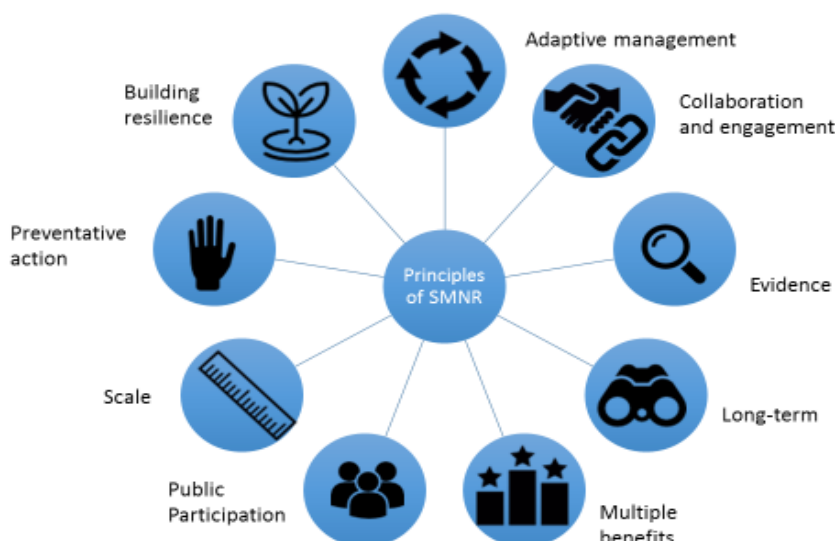 Adaptive management
Collaboration
and engagement
Evidence
Long-term
Multiple
benefits
Public
Participation
Scale
Preventative
action
Building
resilience
Principles
of SMNR